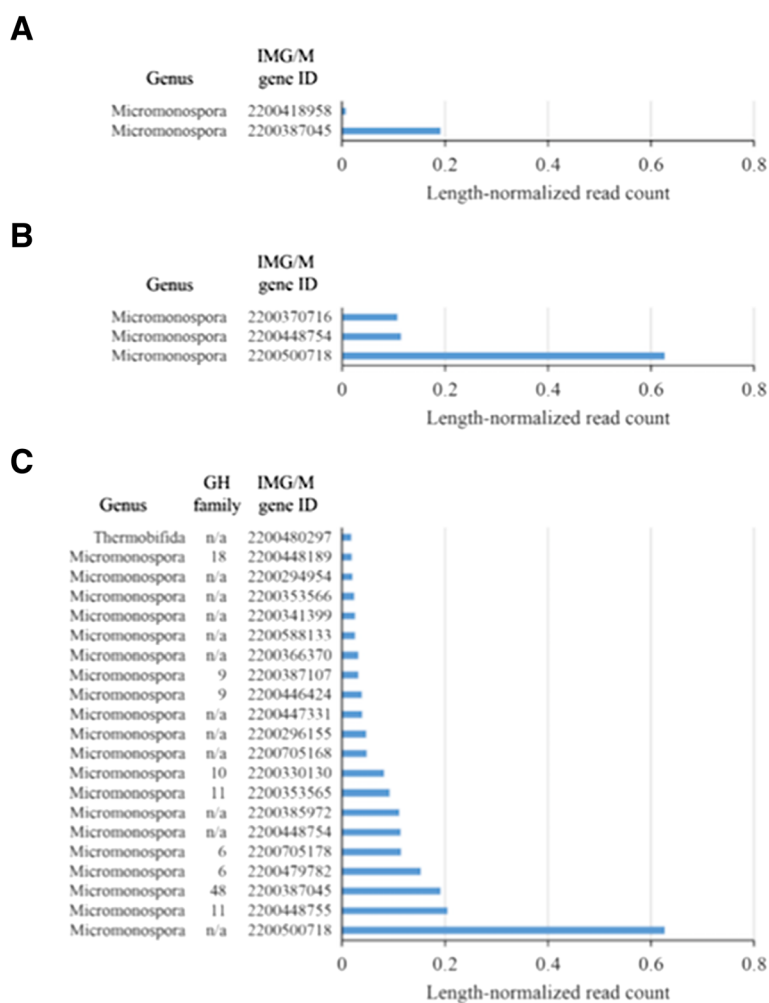 A
IMG/M
Genus gene ID
Micromonospora 2200418958
Micromonospora 2200387045
0 0.2 0.4 0.6 0.8
Length-normalized read count
B
IMG/M
Genus gene ID
Micromonospora 2200370716
Micromonospora 2200448754
Micromonospora 2200500718
0 0.2 0.4 0.6 0.8
Length-normalized read count
C
GH IMG/M
Genus family gene ID
Thermobifida n/a 2200480297
Micromonospora 18 2200448189
Micromonospora n/a 2200294954
Micromonospora n/a 2200353566
Micromonospora n/a 2200341399
Micromonospora n/a 2200588133
Micromonospora n/a 2200366370
Micromonospora 9 2200387107
Micromonospora 9 2200446424
Micromonospora n/a 2200447331
Micromonospora n/a 2200296155
Micromonospora n/a 2200705168
Micromonospora 10 2200330130
Micromonospora 11 2200353565
Micromonospora n/a 2200385972
Micromonospora n/a 2200448754
Micromonospora 6 2200705178
Micromonospora 6 2200479782
Micromonospora 48 2200387045
Micromonospora 11 2200448755
Micromonospora n/a 2200500718
0 0.2 0.4 0.6 0.8
Length-normalized read count